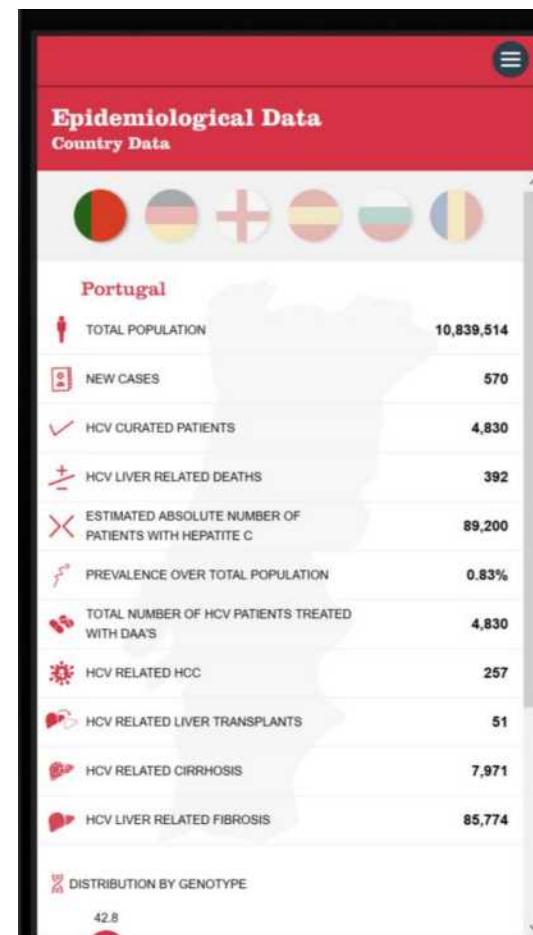 Epidemiological Data
Country Data
Portugal
TOTAL POPULATION 10,839,514
NEW CASES 570
HCV CURATED PATIENTS 4,830
HCV LIVER RELATED DEATHS 392
ESTIMATED ABSOLUTE NUMBER OF
PATIENTS WITH HEPATITE C 89,200
PREVALENCE OVER TOTAL POPULATION 0.83%
TOTAL NUMBER OF HCV PATIENTS TREATED
WITH DAA'S 4,830
HCV RELATED HCC 257
HCV RELATED LIVER TRANSPLANTS 51
HCV RELATED CIRRHOSIS 7,971
HCV LIVER RELATED FIBROSIS 85,774
DISTRIBUTION BY GENOTYPE
42.8